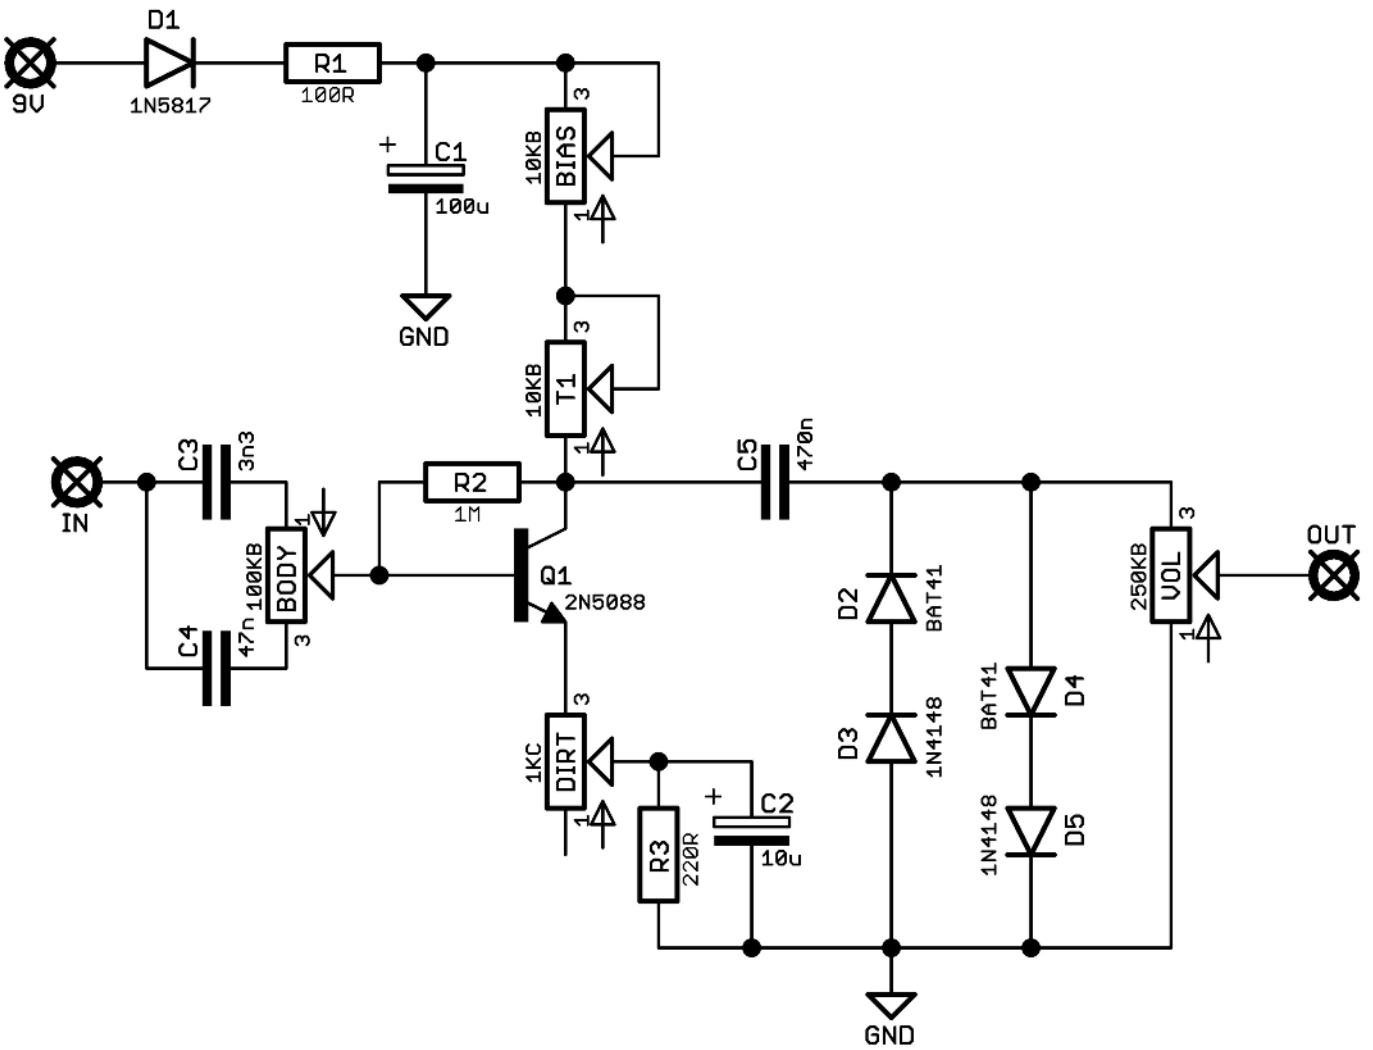 D1
9V
1N5817
R1
100R
+
C1
100u
GND
3
10KB
BIAS
1
3
10KB
T1
1
IN
C3
3n3
1
100KB
BODY
3
C4
47n
R2
1M
Q1
2N5088
C5
470n
3
1KC
DIRT
1
R3
220R
+
C2
10u
D2
BAT41
D3
1N4148
BAT41
D4
1N4148
D5
3
250KB
VOL
1
OUT
GND